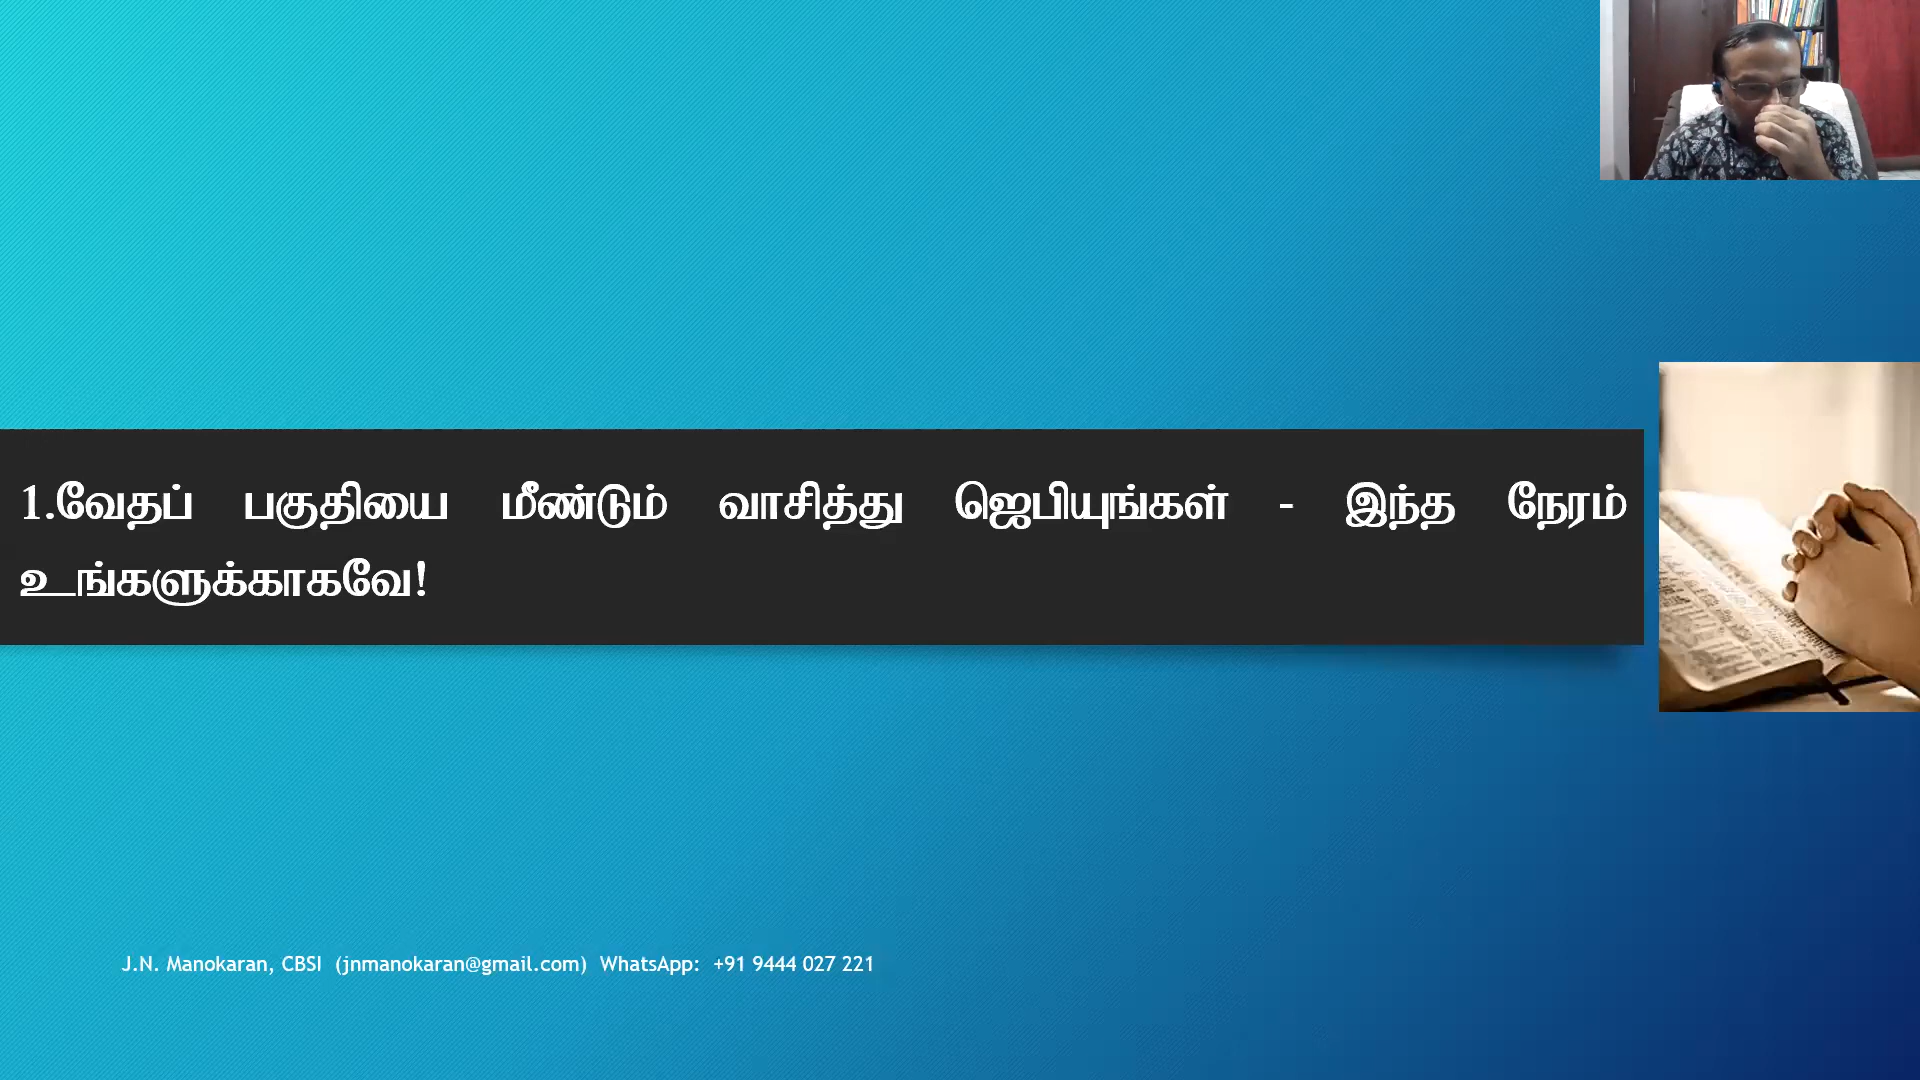 1.வேதப் பகுதியை மீண்டும் வாசித்து ஜெபியுங்கள் - இந்த நேரம்
உங்களுக்காகவே!
J.N. Manokaran, CBSI (jnmanokaran@gmail.com) WhatsApp: +91 9444 027 221